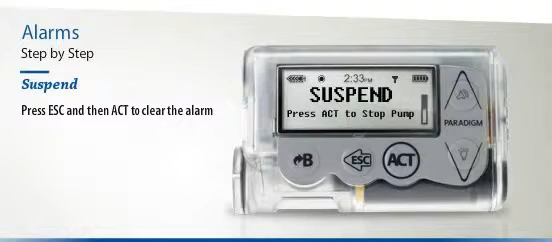 Alarms
Step by Step
Suspend
Press ESC and then ACT to clear the alarm
2:33PM
SUSPEND
Press ACT to Stop Pump
PARADIGM
B
ESC
ACT